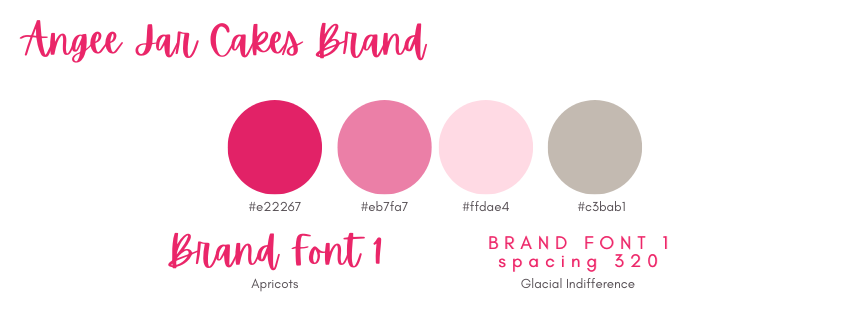 Angee Jar Cakes Brand
#e22267
#eb7fa7
#ffdae4
#c3bab1
Brand Font 1
Apricots
BRAND FONT 1
spacing 320
Glacial Indifference